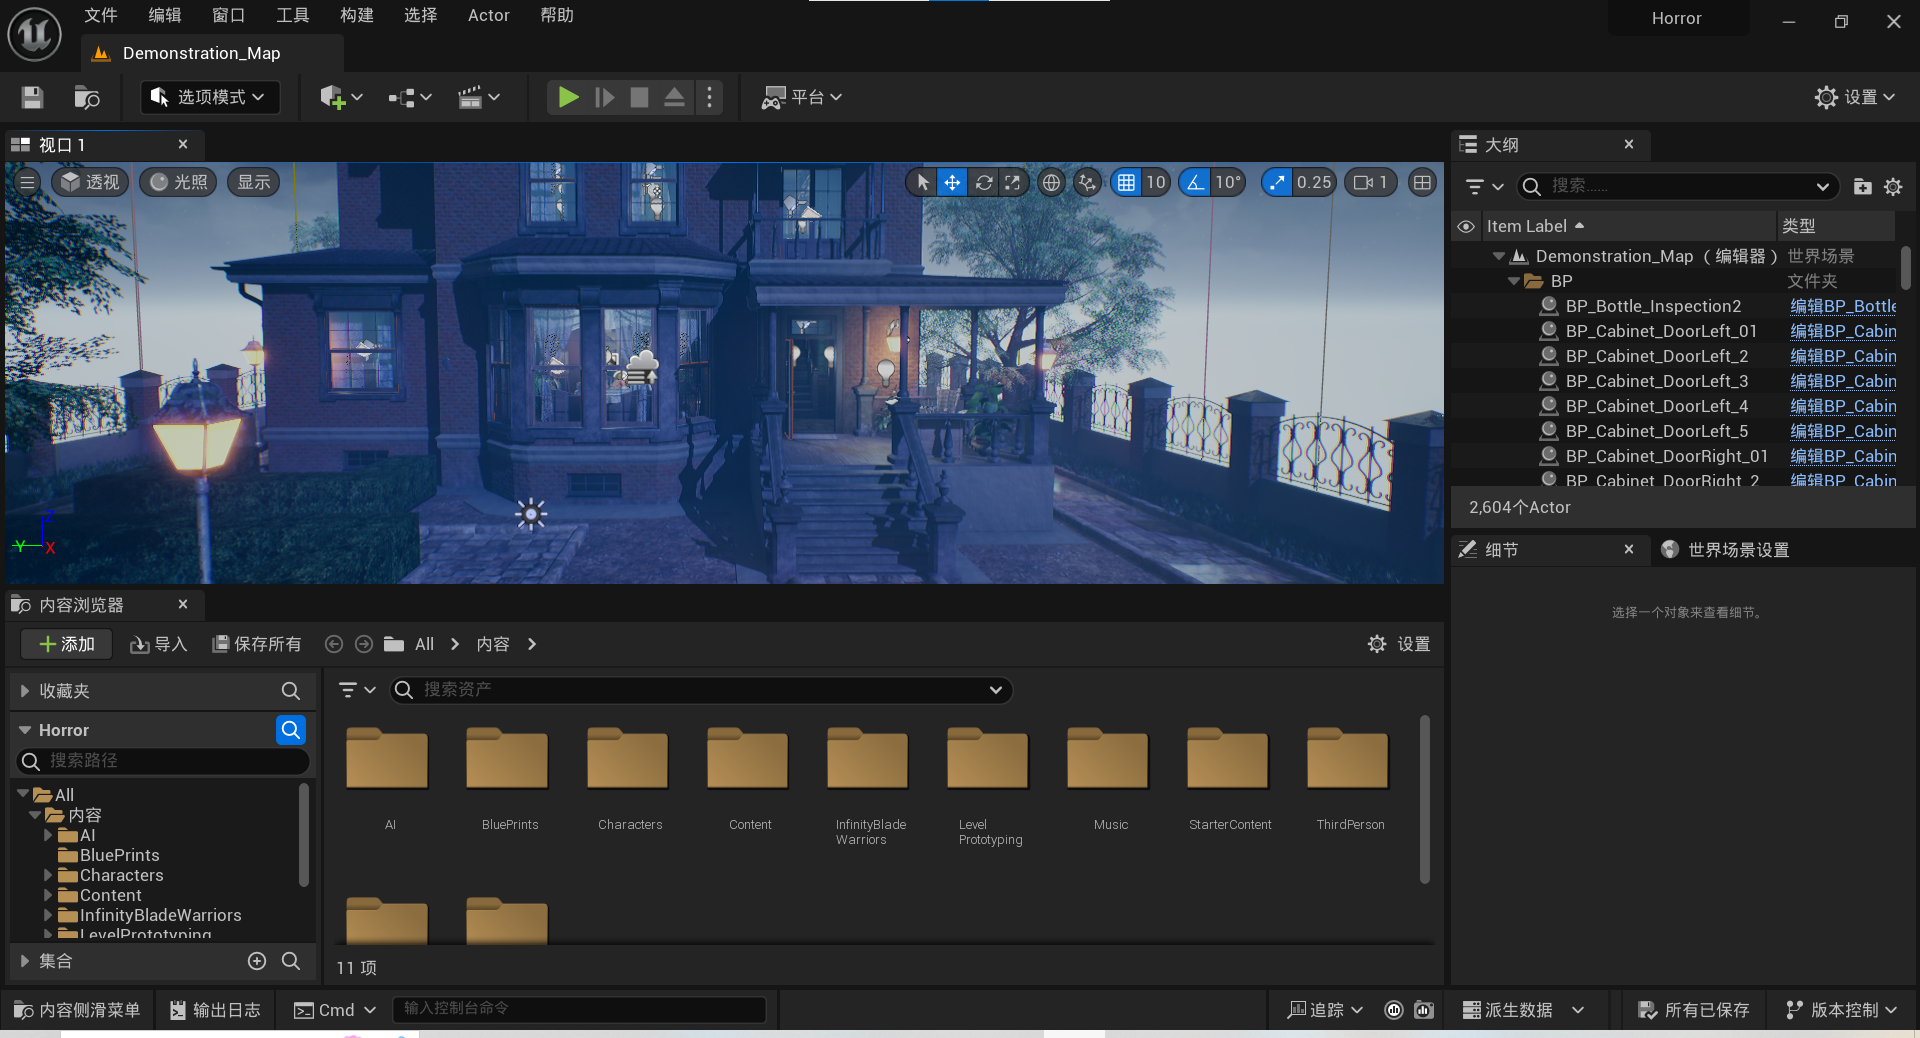 文件 编辑 窗口 工具 构建 选择 Actor 帮助
Horror
Demonstration_Map
选项模式
平台
设置
视口 1
透视 光照 显示
10 10° 0.25 1
Z
Y X
大纲
搜索......
Item Label 类型
Demonstration_Map（编辑器） 世界场景
BP 文件夹
BP_Bottle_Inspection2 编辑BP_Bottle
BP_Cabinet_DoorLeft_01 编辑BP_Cabin
BP_Cabinet_DoorLeft_2 编辑BP_Cabin
BP_Cabinet_DoorLeft_3 编辑BP_Cabin
BP_Cabinet_DoorLeft_4 编辑BP_Cabin
BP_Cabinet_DoorLeft_5 编辑BP_Cabin
BP_Cabinet_DoorRight_01 编辑BP_Cabin
BP_Cabinet_DoorRight_2 编辑BP_Cabin
2,604个Actor
细节 世界场景设置
选择一个对象来查看细节。
内容浏览器
添加 导入 保存所有 All 内容 设置
收藏夹
Horror
搜索路径
All
内容
AI
BluePrints
Characters
Content
InfinityBladeWarriors
LevelPrototyping
集合
搜索资产
AI
BluePrints
Characters
Content
InfinityBlade
Warriors
Level
Prototyping
Music
StarterContent
ThirdPerson
11 项
内容侧滑菜单 输出日志 Cmd 输入控制台命令 追踪 派生数据 所有已保存 版本控制